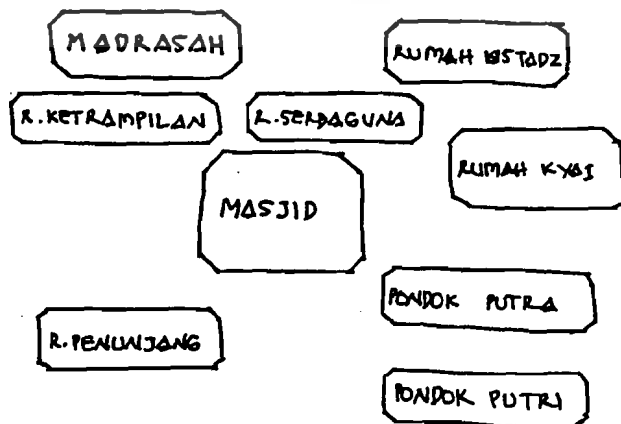 MADRASAH
RUMAH USTADZ
R.KETRAMPILAN
R.SERBAGUNA
RUMAH KYAI
MASJID
PONDOK PUTRA
R.PENUNJANG
PONDOK PUTRI